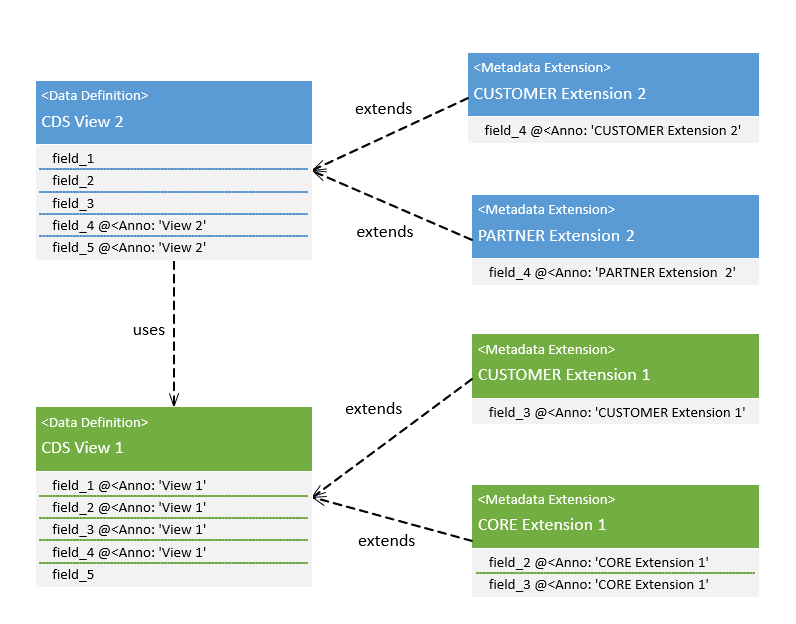 <Data Definition>
CDS View 2
field_1
field_2
field_3
field_4 @<Anno: 'View 2'
field_5 @<Anno: 'View 2'
extends
<Metadata Extension>
CUSTOMER Extension 2
field_4 @<Anno: 'CUSTOMER Extension 2'
extends
<Metadata Extension>
PARTNER Extension 2
field_4 @<Anno: 'PARTNER Extension  2'
uses
<Data Definition>
CDS View 1
field_1 @<Anno: 'View 1'
field_2 @<Anno: 'View 1'
field_3 @<Anno: 'View 1'
field_4 @<Anno: 'View 1'
field_5
extends
<Metadata Extension>
CUSTOMER Extension 1
field_3 @<Anno: 'CUSTOMER Extension 1'
extends
<Metadata Extension>
CORE Extension 1
field_2 @<Anno: 'CORE Extension 1'
field_3 @<Anno: 'CORE Extension 1'